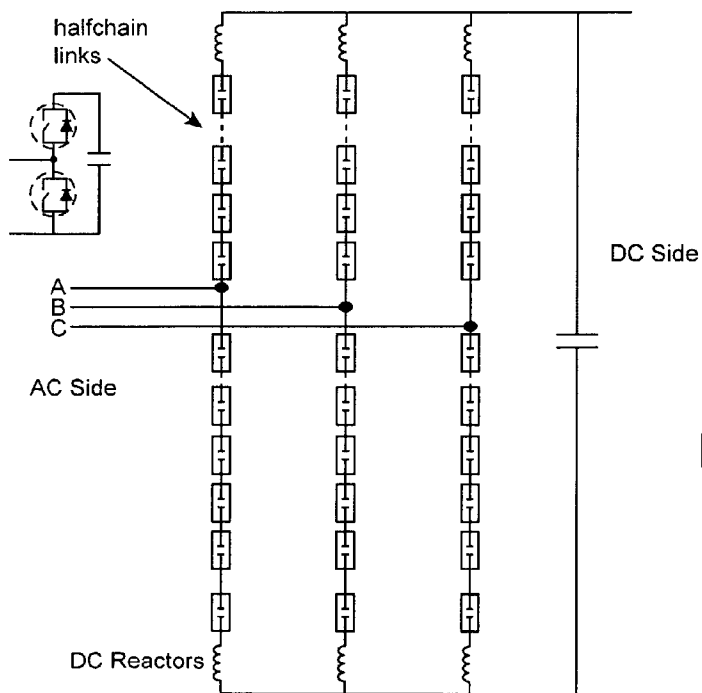 halfchain
links
DC Side
A
B
C
AC Side
DC Reactors